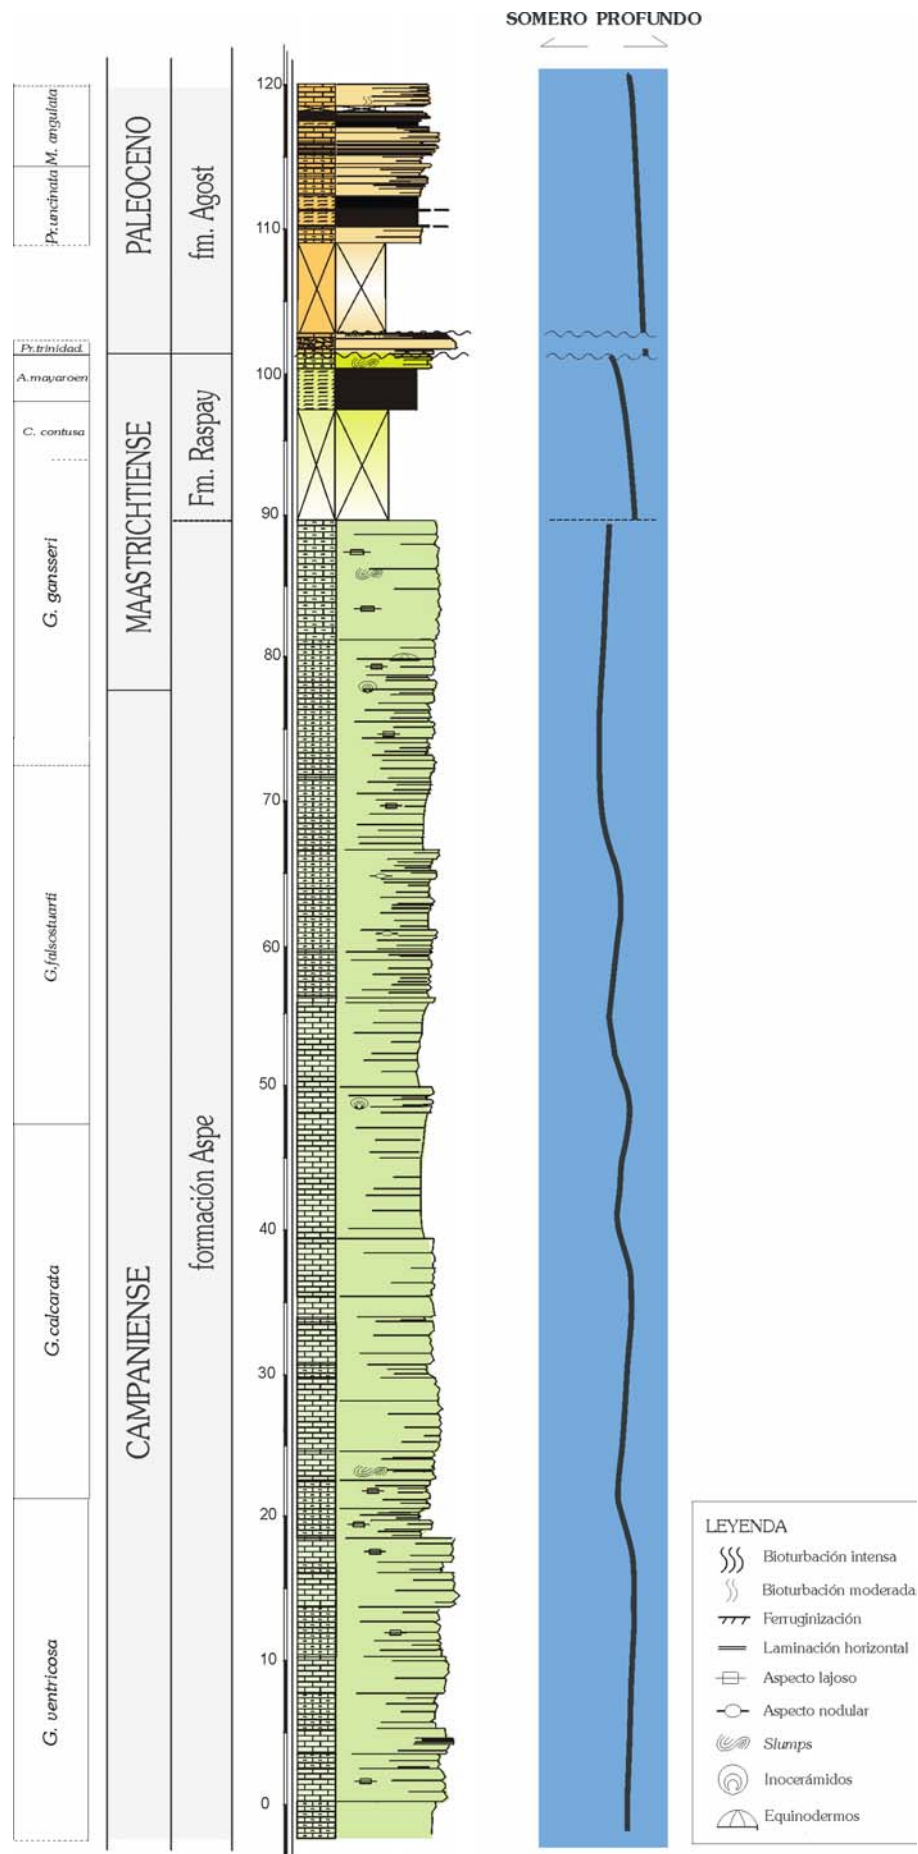 SOMERO PROFUNDO
M. angulata
Pr.uncinata
Pr.trinidad.
A.mayaroen
C. contusa
G. gansseri
G.falsostuarti
G.calcarata
G. ventricosa
PALEOCENO
MAASTRICHTIENSE
CAMPANIENSE
fm. Agost
Fm. Raspay
formación Aspe
120
110
100
90
80
70
60
50
40
30
20
10
0
LEYENDA
Bioturbación intensa
Bioturbación moderada
Ferruginización
Laminación horizontal
Aspecto lajoso
Aspecto nodular
Slumps
Inocerámidos
Equinodermos